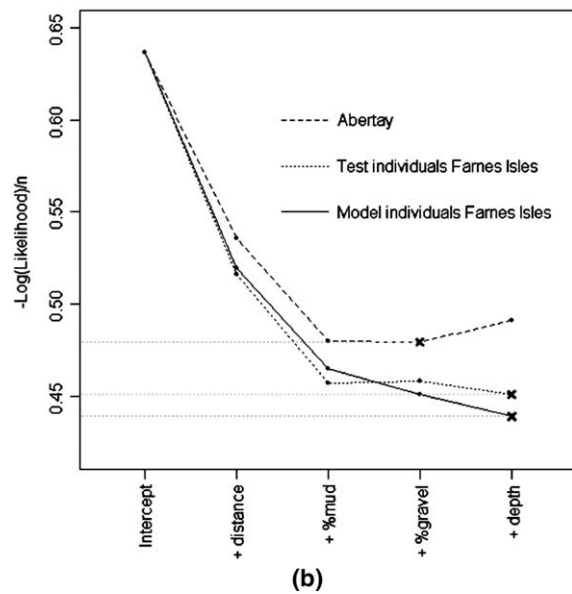 -Log(Likelihood)/n
0.65
0.60
0.55
0.50
0.45
Abertay
Test individuals Farnes Isles
Model individuals Farnes Isles
Intercept
+ distance
+ %mud
+ %gravel
+ depth
(b)